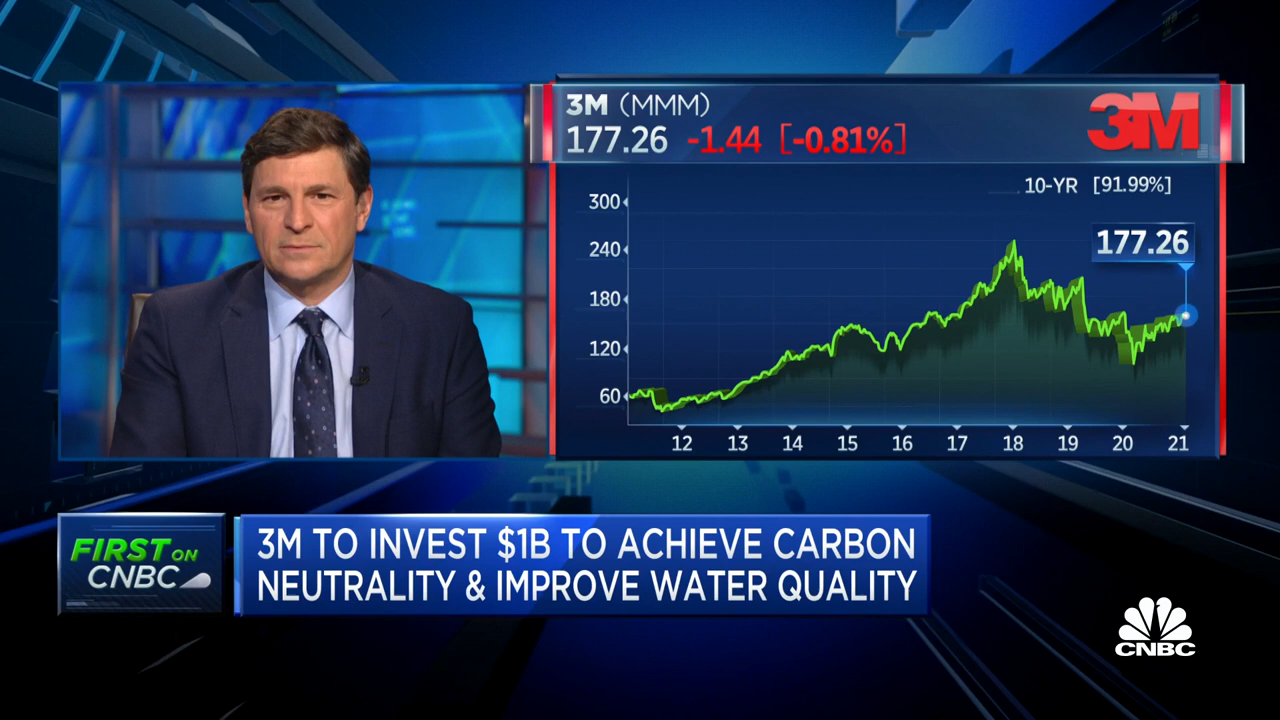 3M (MMM)
177.26 -1.44 [-0.81%]
3M
10-YR [91.99%]
300
240
180
120
60
177.26
12 13 14 15 16 17 18 19 20 21
FIRST ON
CNBC
3M TO INVEST $1B TO ACHIEVE CARBON
NEUTRALITY & IMPROVE WATER QUALITY
CNBC